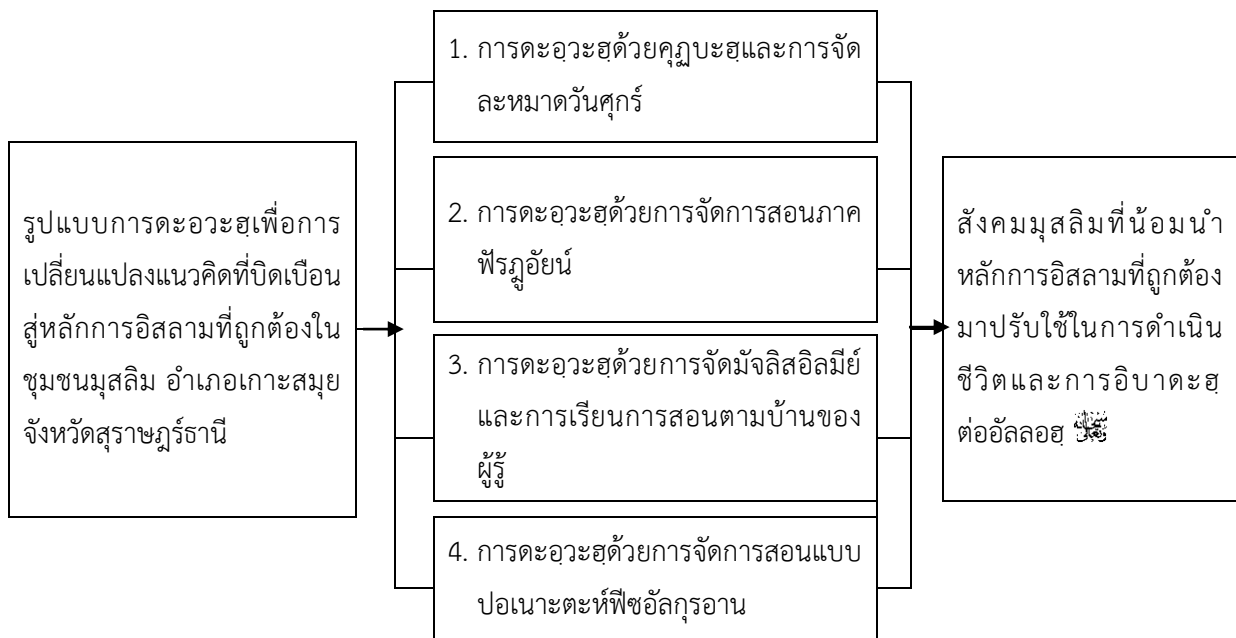 รูปแบบการดะอฺวะฮฺเพื่อการ
เปลี่ยนแปลงแนวคิดที่บิดเบือน
สู่หลักการอิสลามที่ถูกต้องใน
ชุมชนมุสลิม อำเภอเกาะสมุย
จังหวัดสุราษฎร์ธานี
1. การดะอฺวะฮฺด้วยคุฏบะฮฺและการจัด
ละหมาดวันศุกร์
2. การดะอฺวะฮฺด้วยการจัดการสอนภาค
ฟัรฎูอัยน์
3. การดะอฺวะฮฺด้วยการจัดมัจลิสอิลมีย์
และการเรียนการสอนตามบ้านของ
ผู้รู้
4. การดะอฺวะฮฺด้วยการจัดการสอนแบบ
ปอเนาะตะห์ฟีซอัลกุรอาน
สังคมมุสลิมที่น้อมนำ
หลักการอิสลามที่ถูกต้อง
มาปรับใช้ในการดำเนิน
ชีวิตและการอิบาดะฮฺ
ต่ออัลลอฮฺ